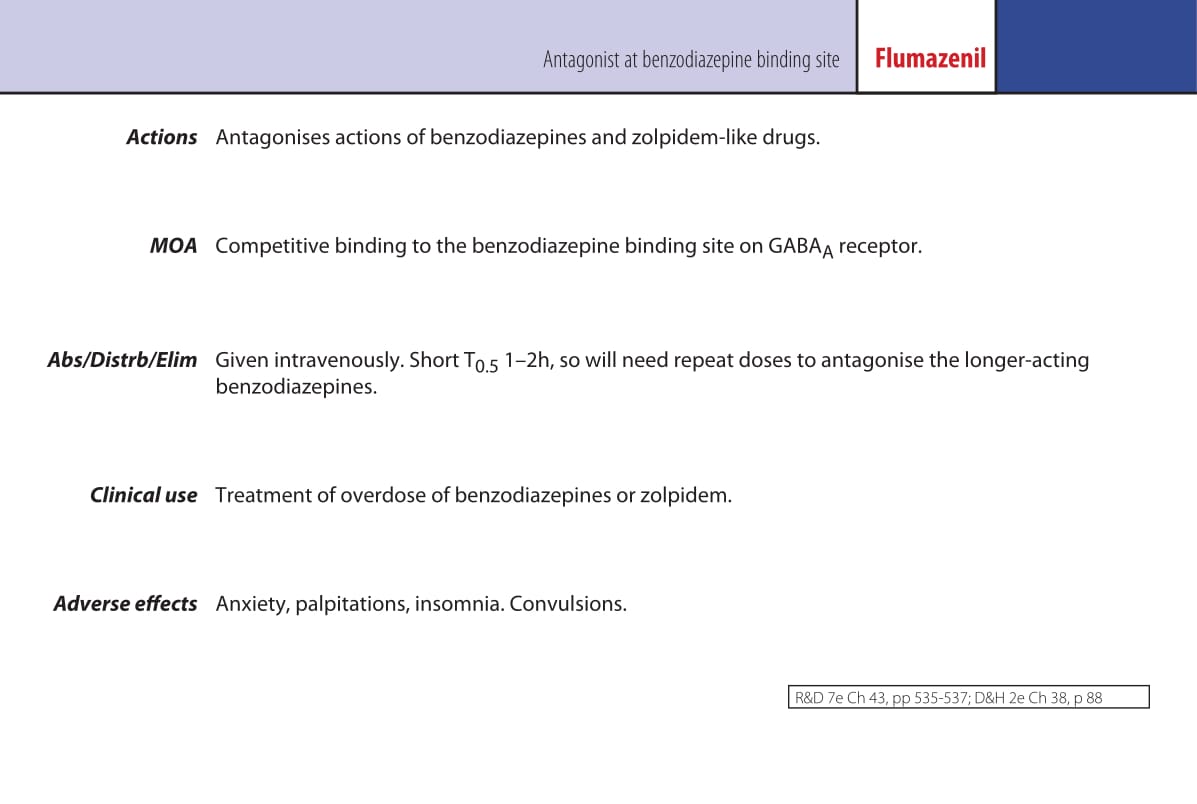 Antagonist at benzodiazepine binding site Flumazenil
Actions Antagonises actions of benzodiazepines and zolpidem-like drugs.
MOA Competitive binding to the benzodiazepine binding site on GABAA receptor.
Abs/Distrb/Elim Given intravenously. Short T0.5 1–2h, so will need repeat doses to antagonise the longer-acting
benzodiazepines.
Clinical use Treatment of overdose of benzodiazepines or zolpidem.
Adverse effects Anxiety, palpitations, insomnia. Convulsions.
R&D 7e Ch 43, pp 535-537; D&H 2e Ch 38, p 88